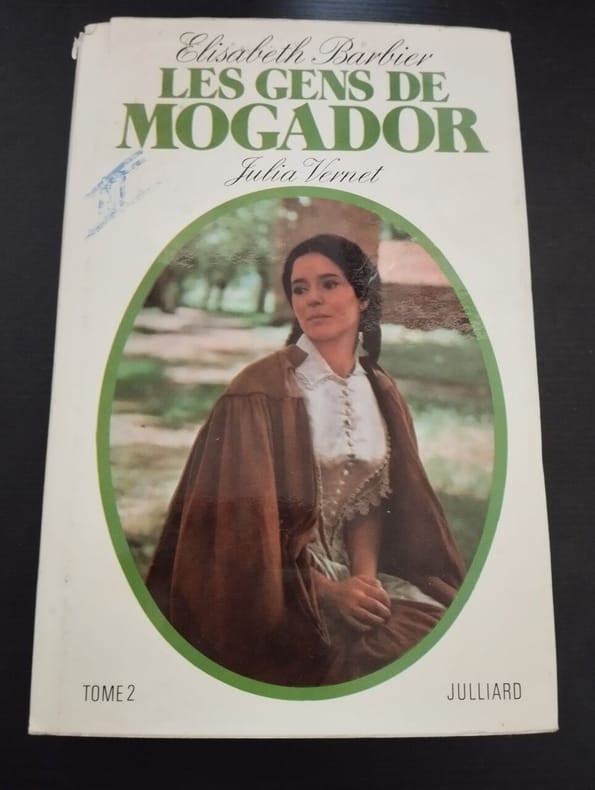 Elisabeth Barbier
LES GENS DE
MOGADOR
Julia Vernet
TOME 2
JULLIARD